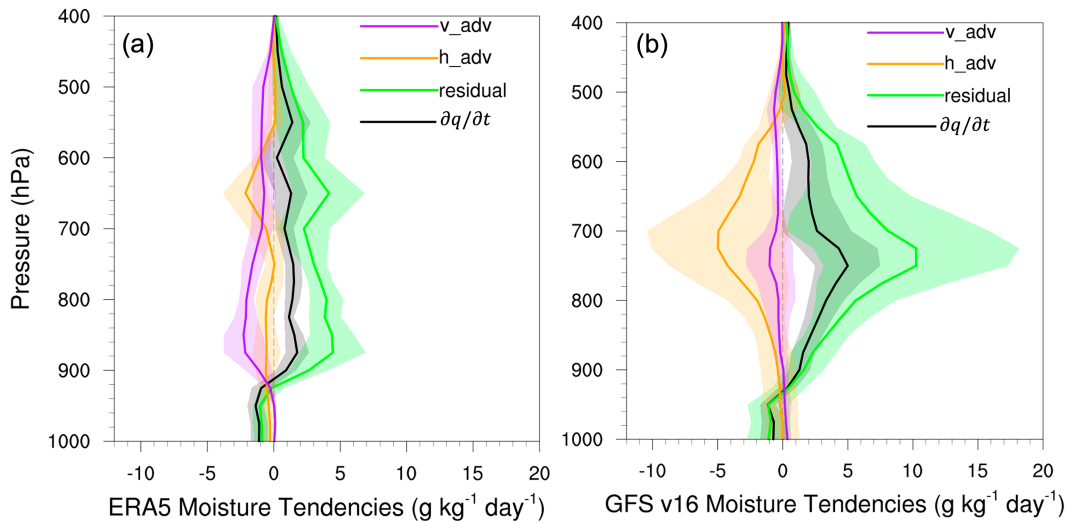 (a)
v_adv
h_adv
residual
∂q/∂t
400
500
600
700
800
900
1000
Pressure (hPa)
-10 -5 0 5 10 15 20
ERA5 Moisture Tendencies (g kg⁻¹ day⁻¹)
(b)
v_adv
h_adv
residual
∂q/∂t
400
500
600
700
800
900
1000
-10 -5 0 5 10 15 20
GFS v16 Moisture Tendencies (g kg⁻¹ day⁻¹)